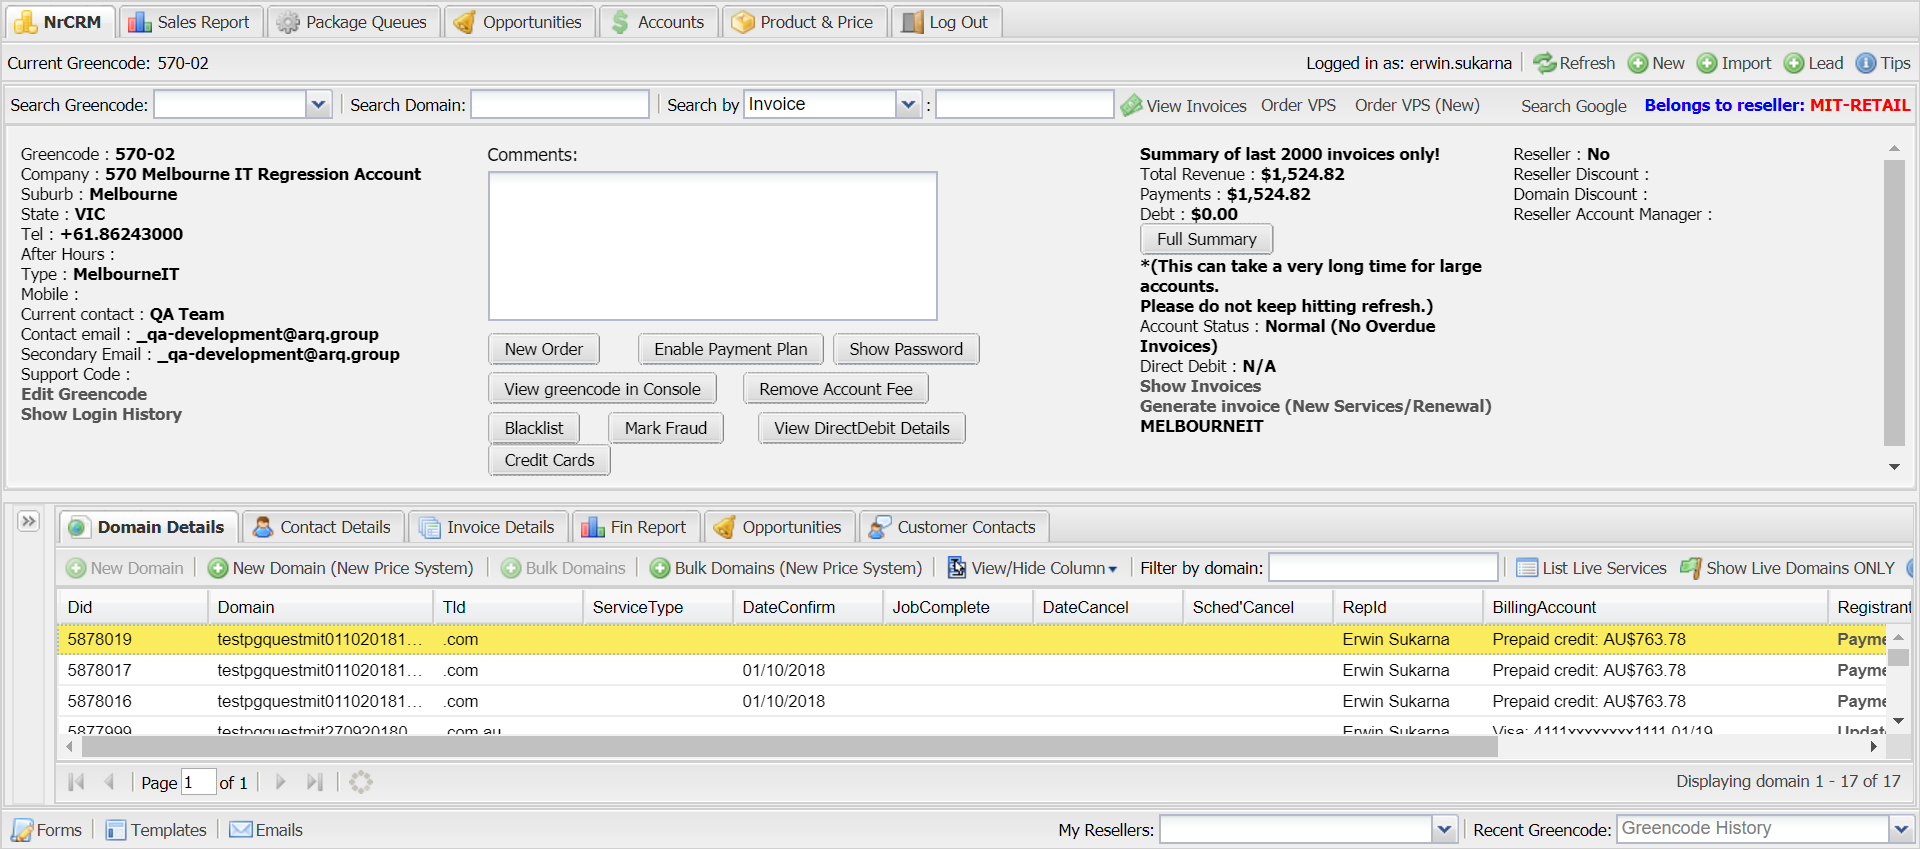 NrCRM Sales Report Package Queues Opportunities Accounts Product & Price Log Out
Current Greencode: 570-02 Logged in as: erwin.sukarna Refresh New Import Lead Tips
Search Greencode: Search Domain: Search by Invoice : View Invoices Order VPS Order VPS (New) Search Google Belongs to reseller: MIT-RETAIL
Greencode : 570-02
Company : 570 Melbourne IT Regression Account
Suburb : Melbourne
State : VIC
Tel : +61.86243000
After Hours :
Type : MelbourneIT
Mobile :
Current contact : QA Team
Contact email : _qa-development@arq.group
Secondary Email : _qa-development@arq.group
Support Code :
Edit Greencode
Show Login History
Comments:
New Order Enable Payment Plan Show Password
View greencode in Console Remove Account Fee
Blacklist Mark Fraud View DirectDebit Details
Credit Cards
Summary of last 2000 invoices only!
Total Revenue : $1,524.82
Payments : $1,524.82
Debt : $0.00
Full Summary
*(This can take a very long time for large
accounts.
Please do not keep hitting refresh.)
Account Status : Normal (No Overdue
Invoices)
Direct Debit : N/A
Show Invoices
Generate invoice (New Services/Renewal)
MELBOURNEIT
Reseller : No
Reseller Discount :
Domain Discount :
Reseller Account Manager :
Domain Details Contact Details Invoice Details Fin Report Opportunities Customer Contacts
New Domain New Domain (New Price System) Bulk Domains Bulk Domains (New Price System) View/Hide Column Filter by domain: List Live Services Show Live Domains ONLY
Did Domain Tld ServiceType DateConfirm JobComplete DateCancel Sched'Cancel RepId BillingAccount Registrant
5878019 testpgquestmit011020181... .com Erwin Sukarna Prepaid credit: AU$763.78 Payme
5878017 testpgquestmit011020181... .com 01/10/2018 Erwin Sukarna Prepaid credit: AU$763.78 Payme
5878016 testpgquestmit011020181... .com 01/10/2018 Erwin Sukarna Prepaid credit: AU$763.78 Payme
5877999 testpgquestmit270920180... .com.au Erwin Sukarna Visa: 4111xxxxxxxx1111 01/19 Updat
Page 1 of 1 Displaying domain 1 - 17 of 17
Forms Templates Emails My Resellers: Recent Greencode: Greencode History